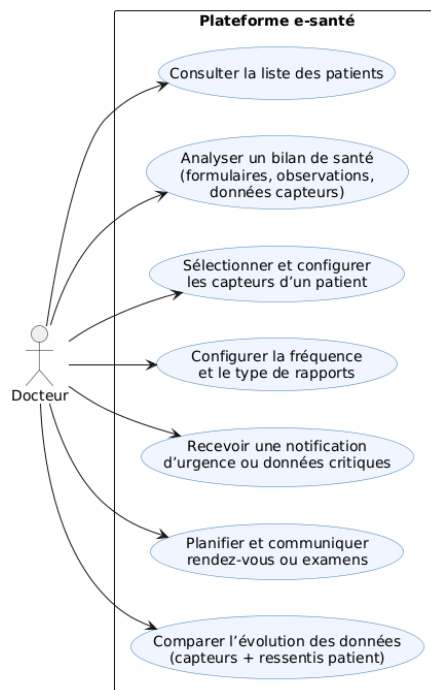 Plateforme e-santé
Consulter la liste des patients
Analyser un bilan de santé
(formulaires, observations,
données capteurs)
Sélectionner et configurer
les capteurs d’un patient
Docteur
Configurer la fréquence
et le type de rapports
Recevoir une notification
d’urgence ou données critiques
Planifier et communiquer
rendez-vous ou examens
Comparer l’évolution des données
(capteurs + ressentis patient)